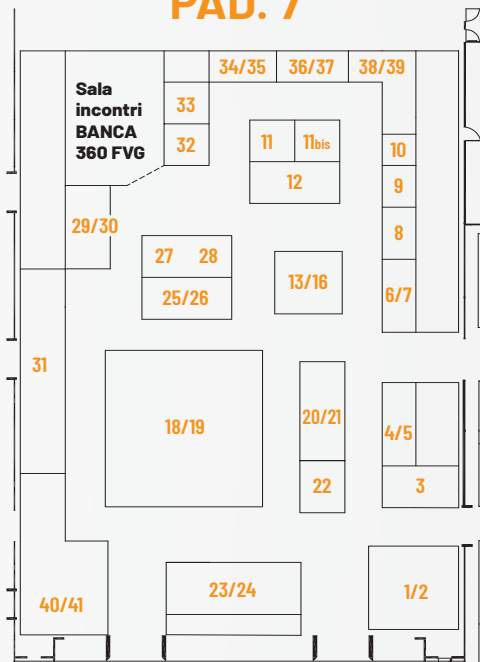 PAD. 7
34/35 36/37 38/39
Sala
incontri
BANCA
360 FVG
33
32
11 11bis
10
12
9
29/30
8
27 28
13/16
25/26
6/7
31
18/19
20/21
4/5
22
3
23/24
1/2
40/41